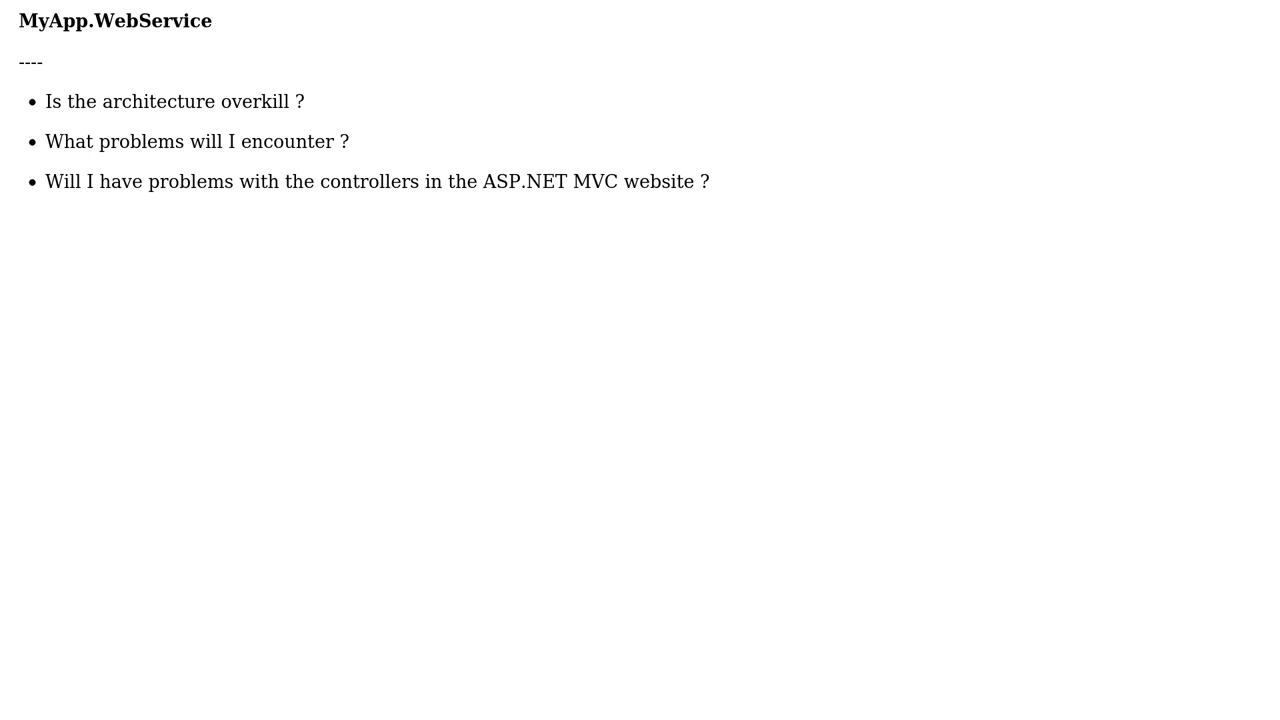 MyApp.WebService
----
• Is the architecture overkill ?
• What problems will I encounter ?
• Will I have problems with the controllers in the ASP.NET MVC website ?